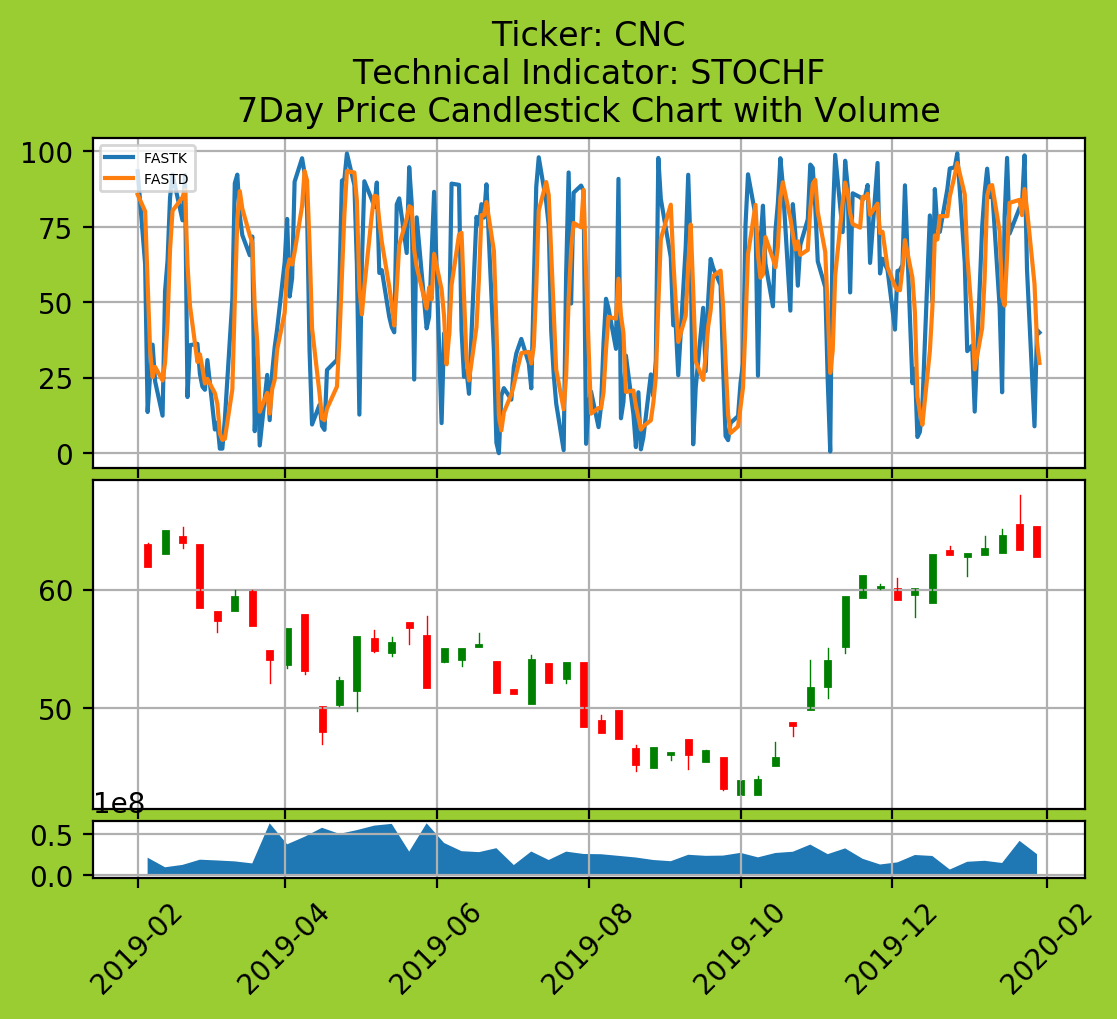 Ticker: CNC
Technical Indicator: STOCHF
7Day Price Candlestick Chart with Volume
100
75
50
25
0
FASTK
FASTD
60
50
1e8
0.5
0.0
2019-02
2019-04
2019-06
2019-08
2019-10
2019-12
2020-02